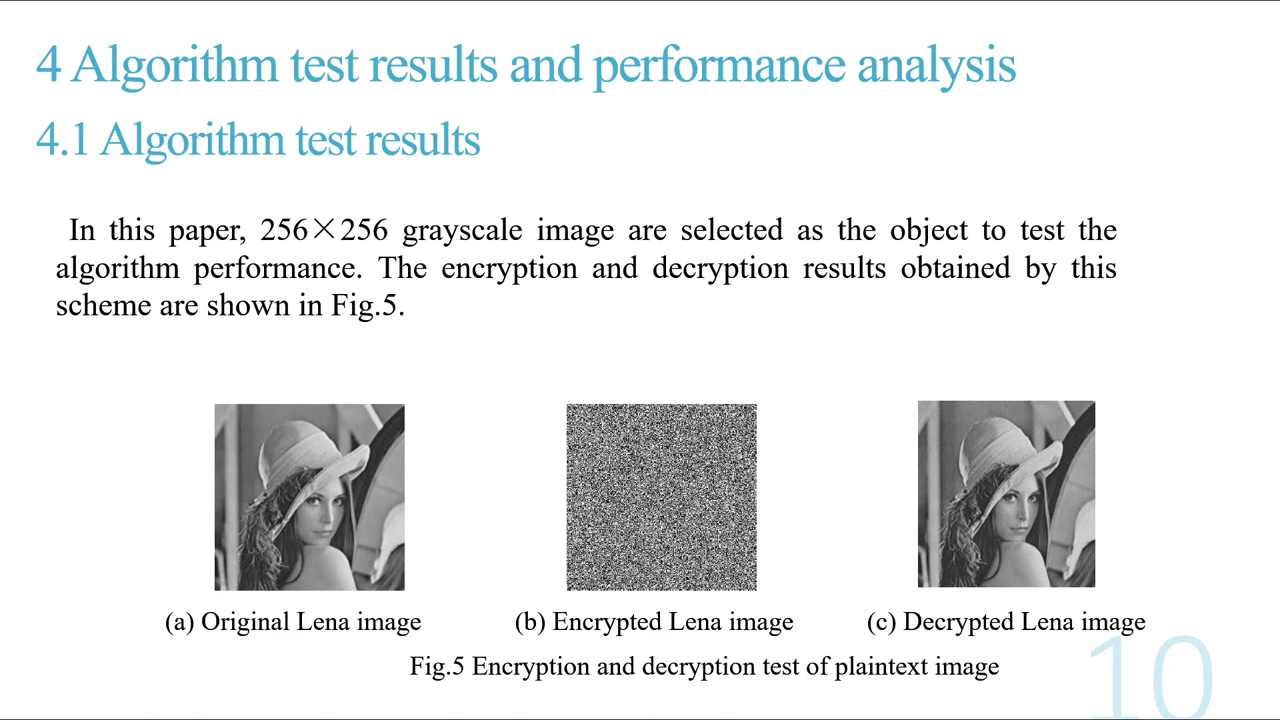 4 Algorithm test results and performance analysis
4.1 Algorithm test results
In this paper, 256×256 grayscale image are selected as the object to test the
algorithm performance. The encryption and decryption results obtained by this
scheme are shown in Fig.5.
(a) Original Lena image (b) Encrypted Lena image (c) Decrypted Lena image
Fig.5 Encryption and decryption test of plaintext image
10